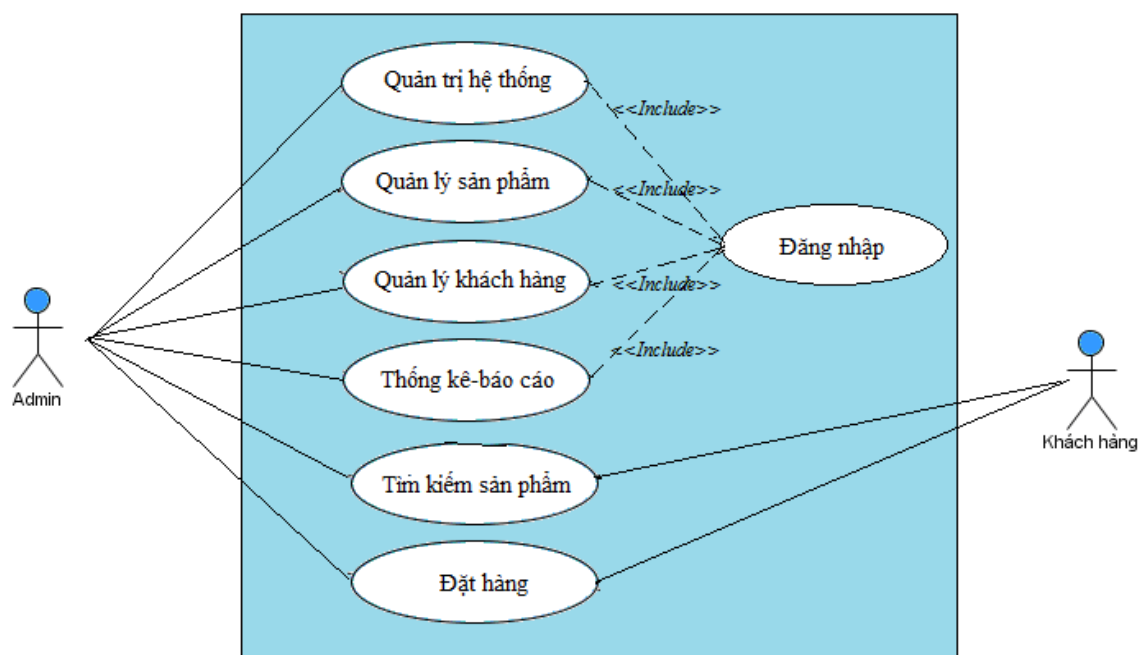 Quản trị hệ thống
<<Include>>
Quản lý sản phẩm
<<Include>>
Đăng nhập
Quản lý khách hàng
<<Include>>
Thống kê-báo cáo
<<Include>>
Admin
Khách hàng
Tìm kiếm sản phẩm
Đặt hàng